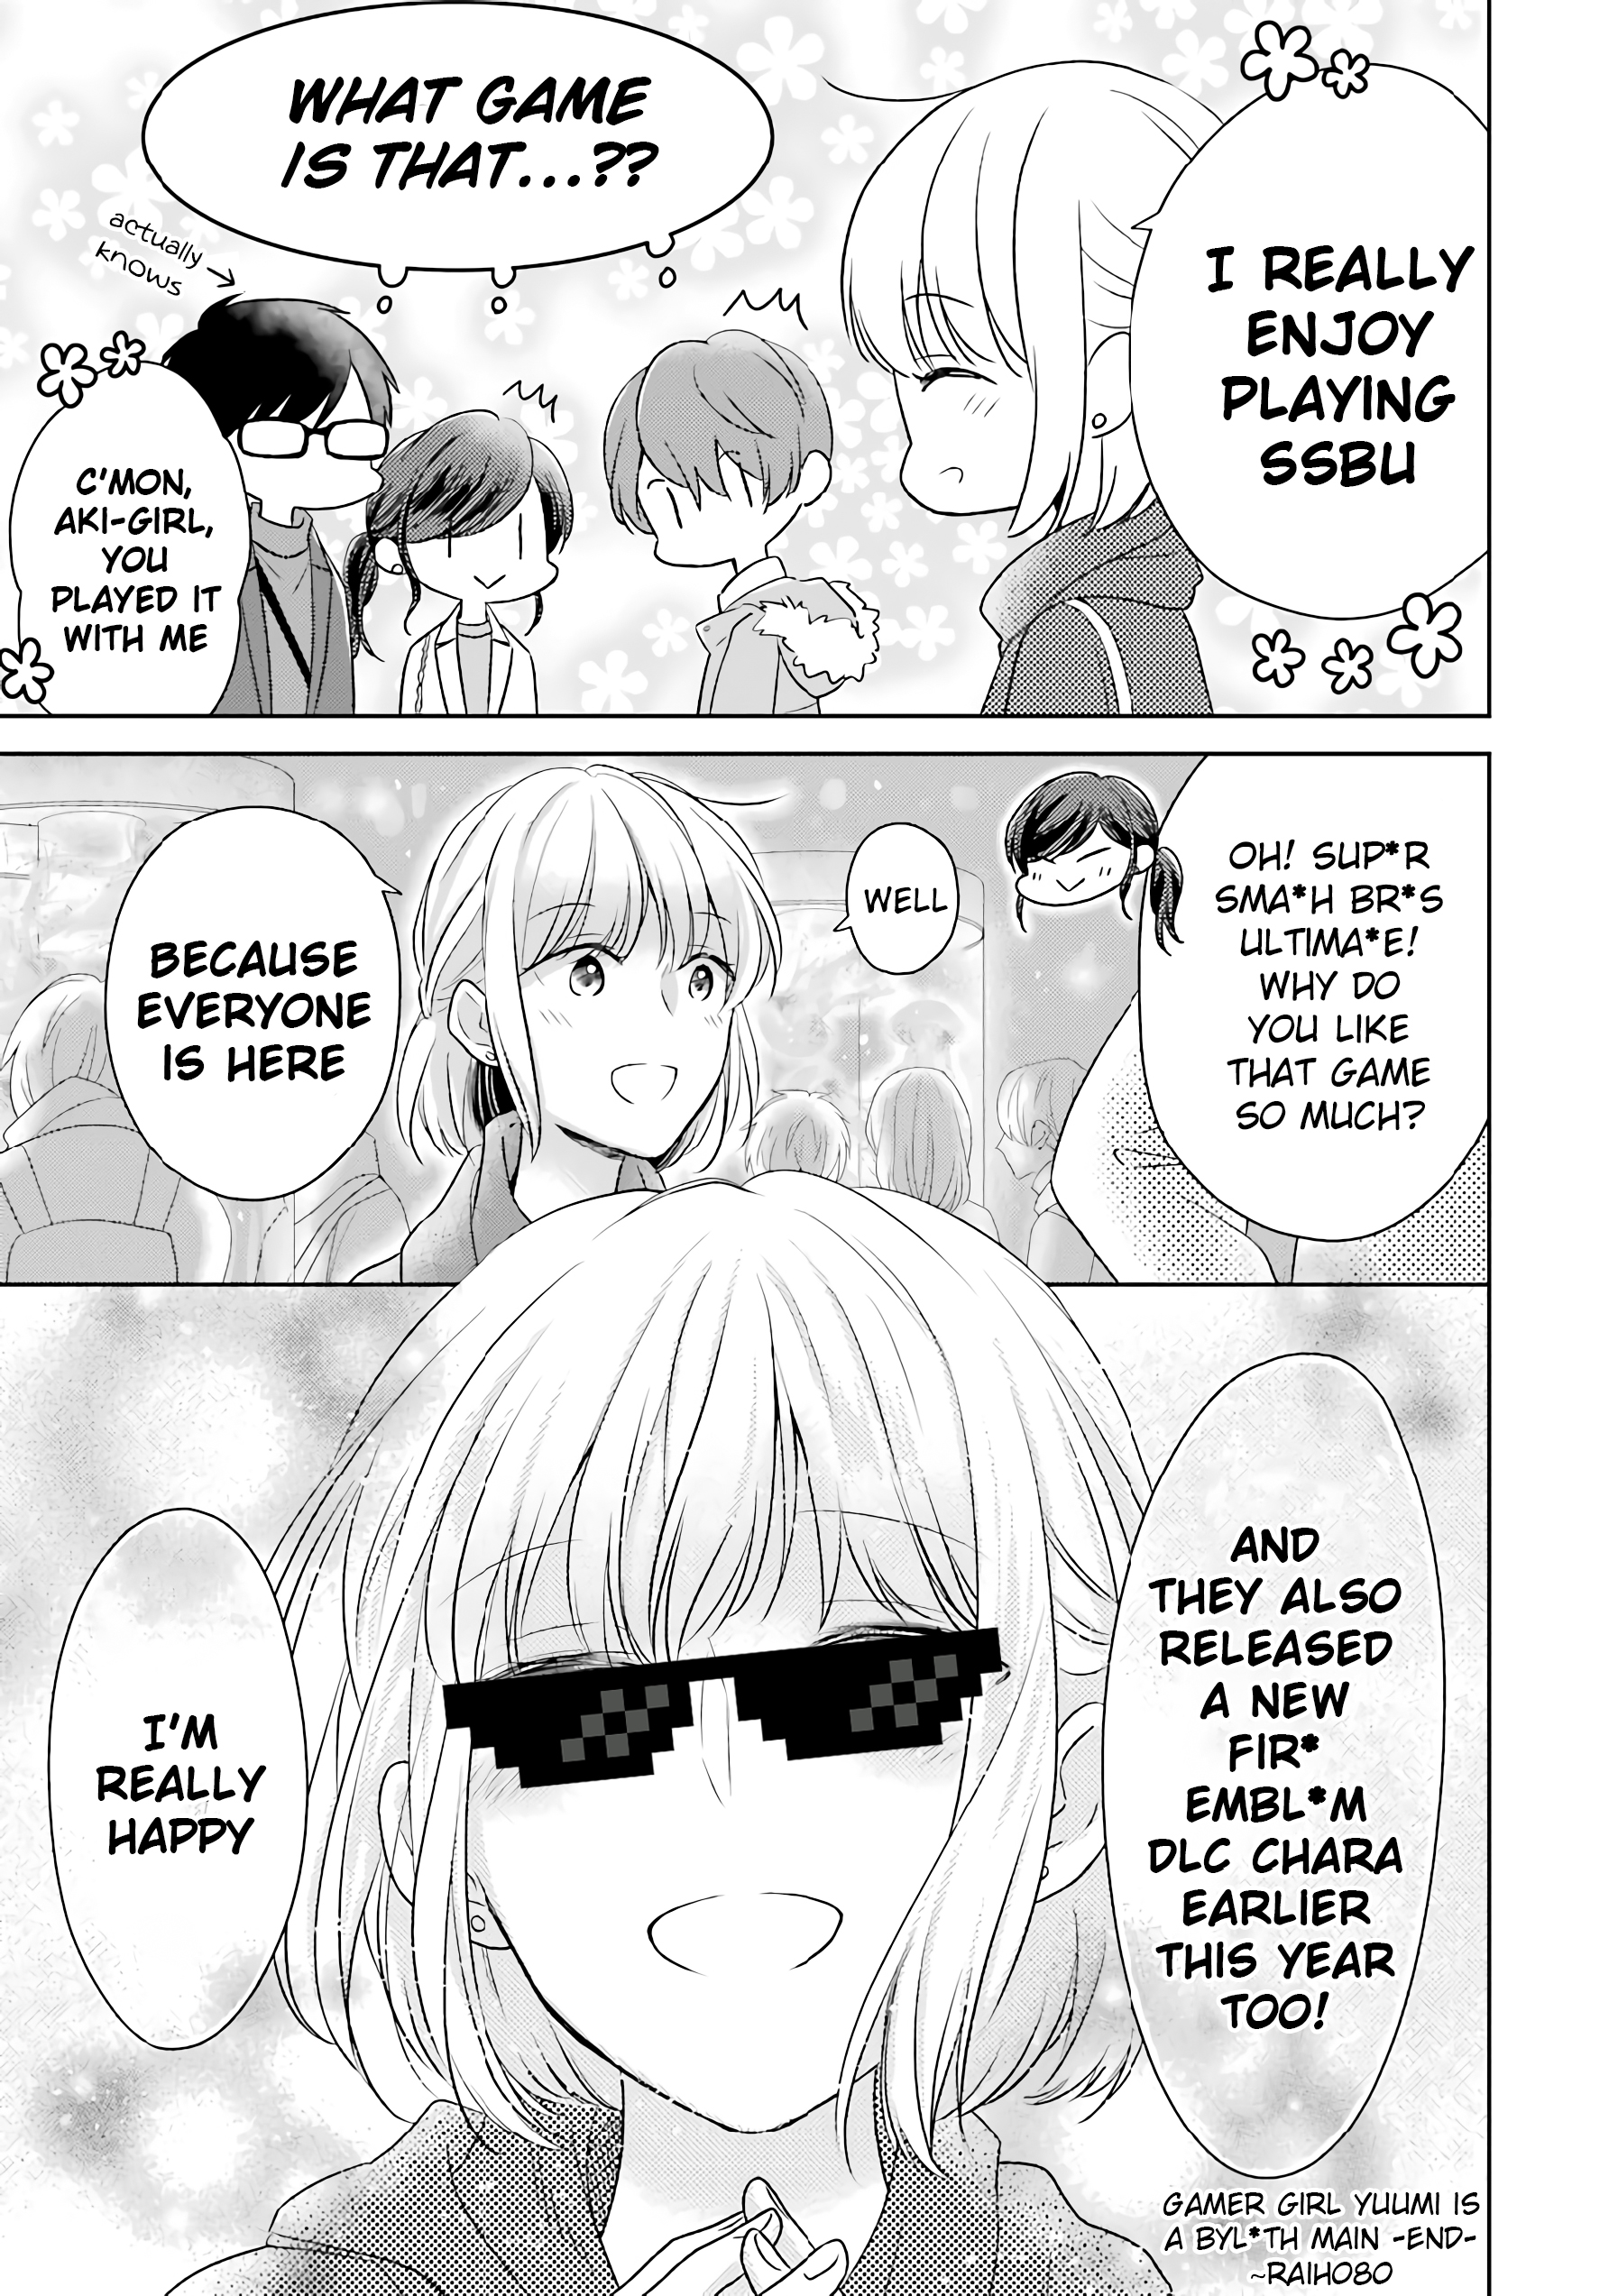 I REALLY
ENJOY
PLAYING
SSBU
WHAT GAME
IS THAT...??
actually
knows
C'MON,
AKI-GIRL,
YOU
PLAYED IT
WITH ME
OH! SUP*R
SMA*H BR*S
ULTIMA*E!
WHY DO
YOU LIKE
THAT GAME
SO MUCH?
WELL
BECAUSE
EVERYONE
IS HERE
AND
THEY ALSO
RELEASED
A NEW
FIR*
EMBL*M
DLC CHARA
EARLIER
THIS YEAR
TOO!
I'M
REALLY
HAPPY
GAMER GIRL YUUMI IS
A BYL*TH MAIN -END-
~RAIHO80